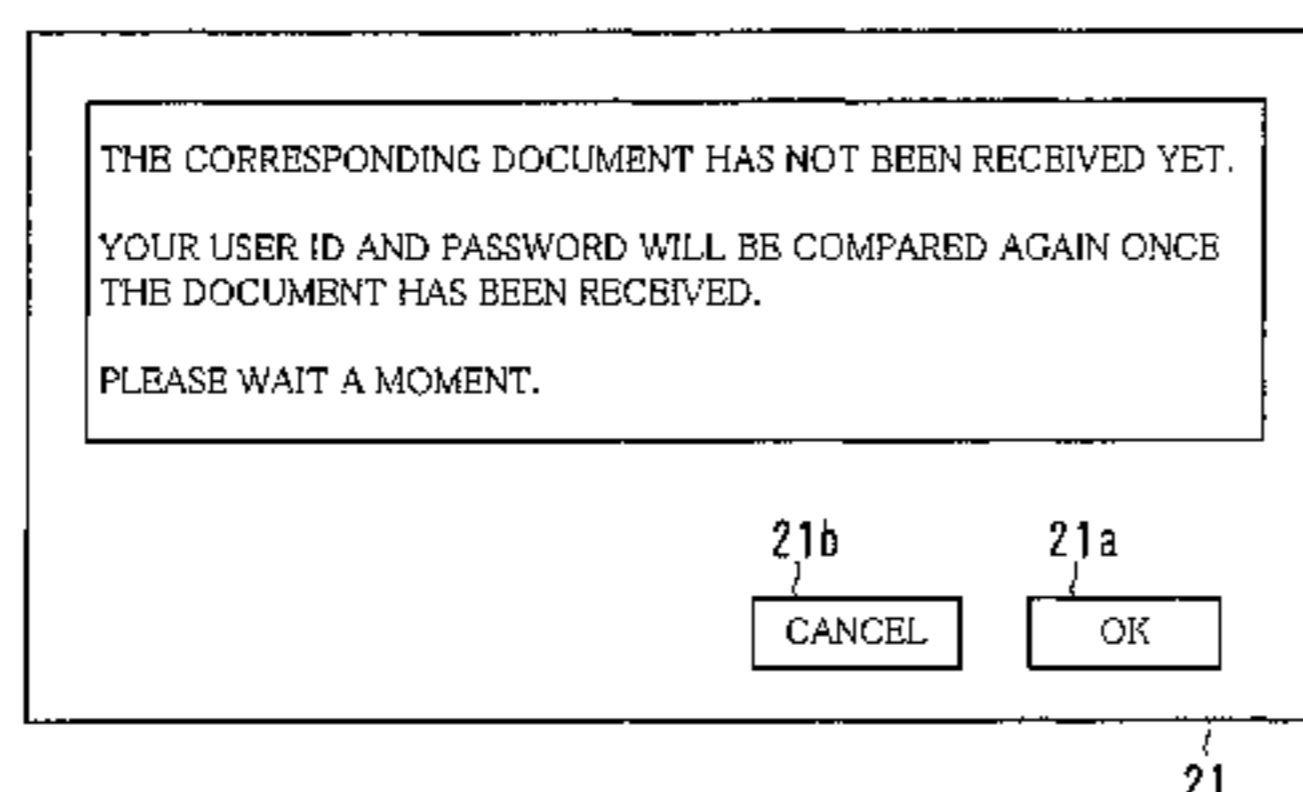 THE CORRESPONDING DOCUMENT HAS NOT BEEN RECEIVED YET.
YOUR USER ID AND PASSWORD WILL BE COMPARED AGAIN ONCE
THE DOCUMENT HAS BEEN RECEIVED.
PLEASE WAIT A MOMENT.
21b 21a
CANCEL OK
21